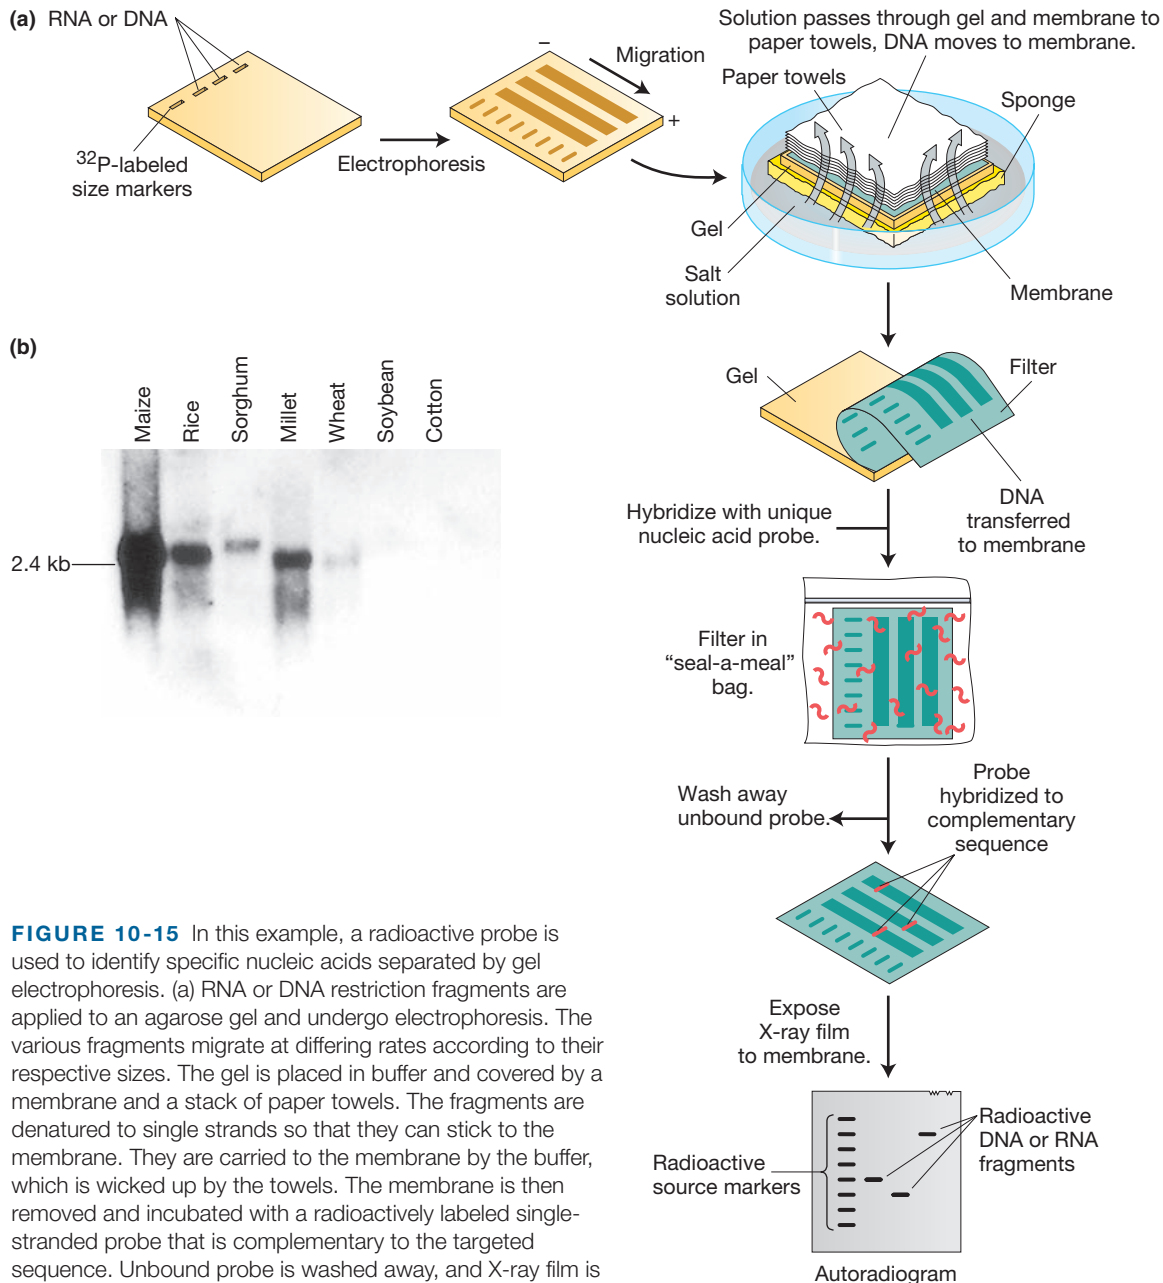 (a) RNA or DNA
32P-labeled
size markers
Electrophoresis
–
Migration
+
Solution passes through gel and membrane to
paper towels, DNA moves to membrane.
Paper towels
Sponge
Gel
Salt
solution
Membrane
Gel
Filter
DNA
transferred
to membrane
Hybridize with unique
nucleic acid probe.
Filter in
“seal-a-meal”
bag.
Wash away
unbound probe.
Probe
hybridized to
complementary
sequence
Expose
X-ray film
to membrane.
Radioactive
source markers
Radioactive
DNA or RNA
fragments
Autoradiogram
(b)
Maize
Rice
Sorghum
Millet
Wheat
Soybean
Cotton
2.4 kb
FIGURE 10-15 In this example, a radioactive probe is
used to identify specific nucleic acids separated by gel
electrophoresis. (a) RNA or DNA restriction fragments are
applied to an agarose gel and undergo electrophoresis. The
various fragments migrate at differing rates according to their
respective sizes. The gel is placed in buffer and covered by a
membrane and a stack of paper towels. The fragments are
denatured to single strands so that they can stick to the
membrane. They are carried to the membrane by the buffer,
which is wicked up by the towels. The membrane is then
removed and incubated with a radioactively labeled single-
stranded probe that is complementary to the targeted
sequence. Unbound probe is washed away, and X-ray film is